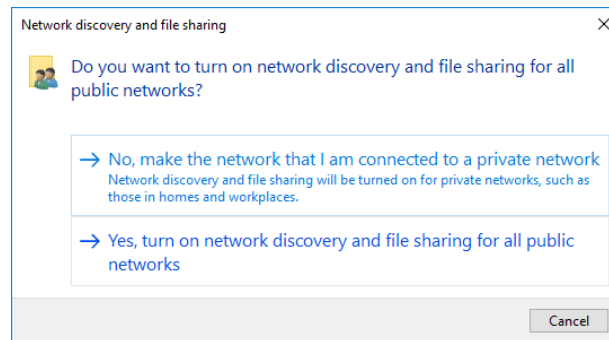 Network discovery and file sharing
Do you want to turn on network discovery and file sharing for all
public networks?
→ No, make the network that I am connected to a private network
Network discovery and file sharing will be turned on for private networks, such as
those in homes and workplaces.
→ Yes, turn on network discovery and file sharing for all public
networks
Cancel